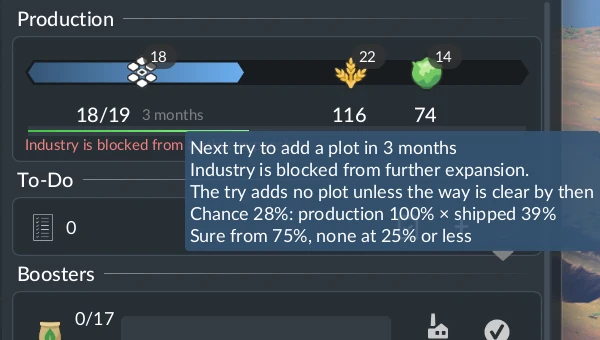 Production
18
22
14
18/19 3 months
116
74
Industry is blocked from
Next try to add a plot in 3 months
Industry is blocked from further expansion.
The try adds no plot unless the way is clear by then
Chance 28%: production 100% × shipped 39%
Sure from 75%, none at 25% or less
To-Do
0
Boosters
0/17